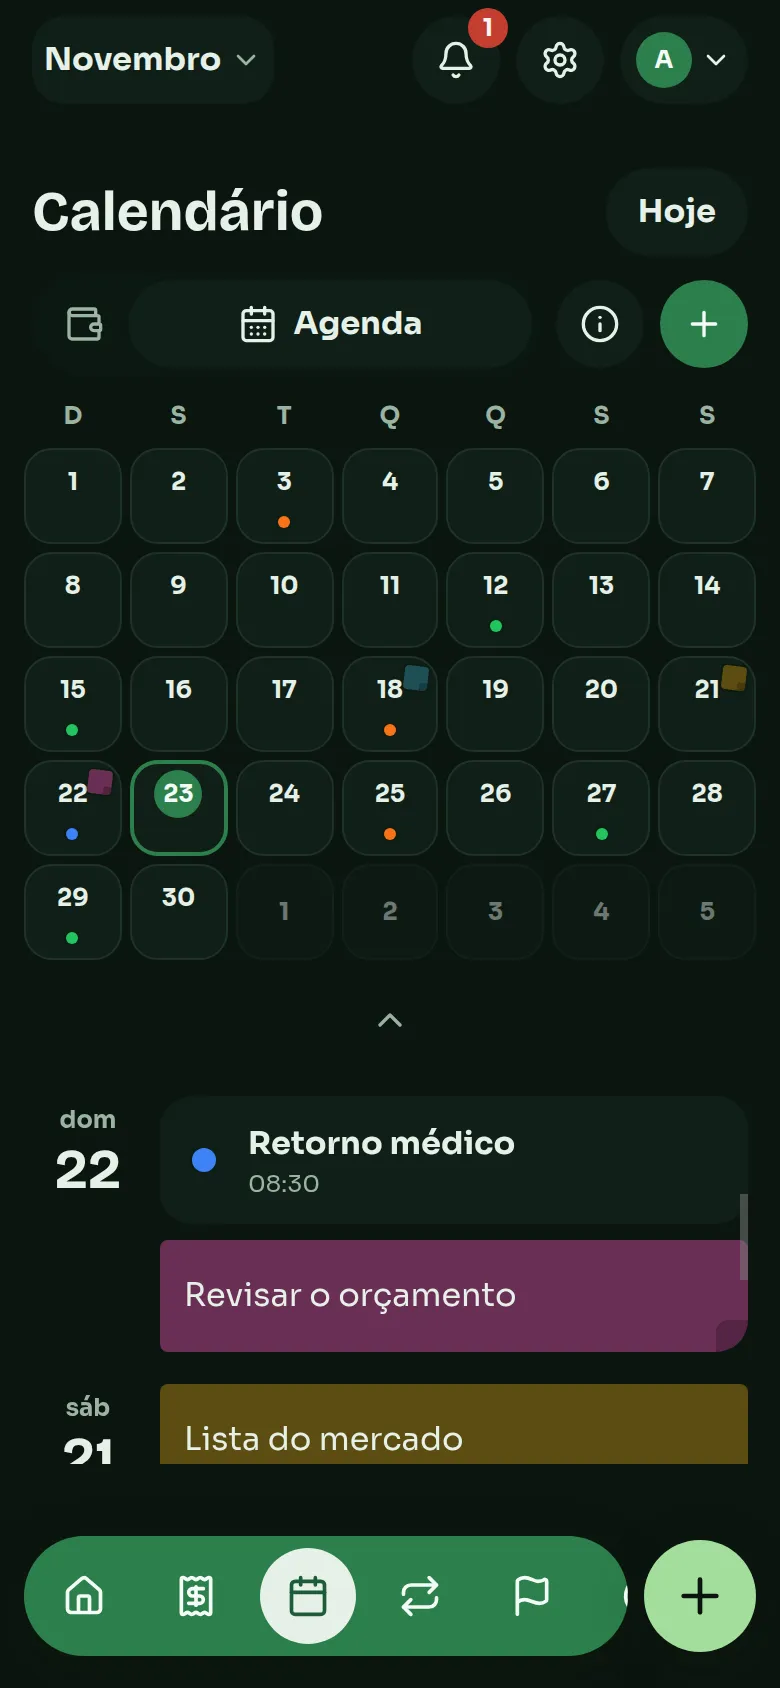 Novembro
1
A
Calendário
Hoje
Agenda
D S T Q Q S S
1 2 3 4 5 6 7
8 9 10 11 12 13 14
15 16 17 18 19 20 21
22 23 24 25 26 27 28
29 30 1 2 3 4 5
dom
22
Retorno médico
08:30
Revisar o orçamento
sáb
21
Lista do mercado